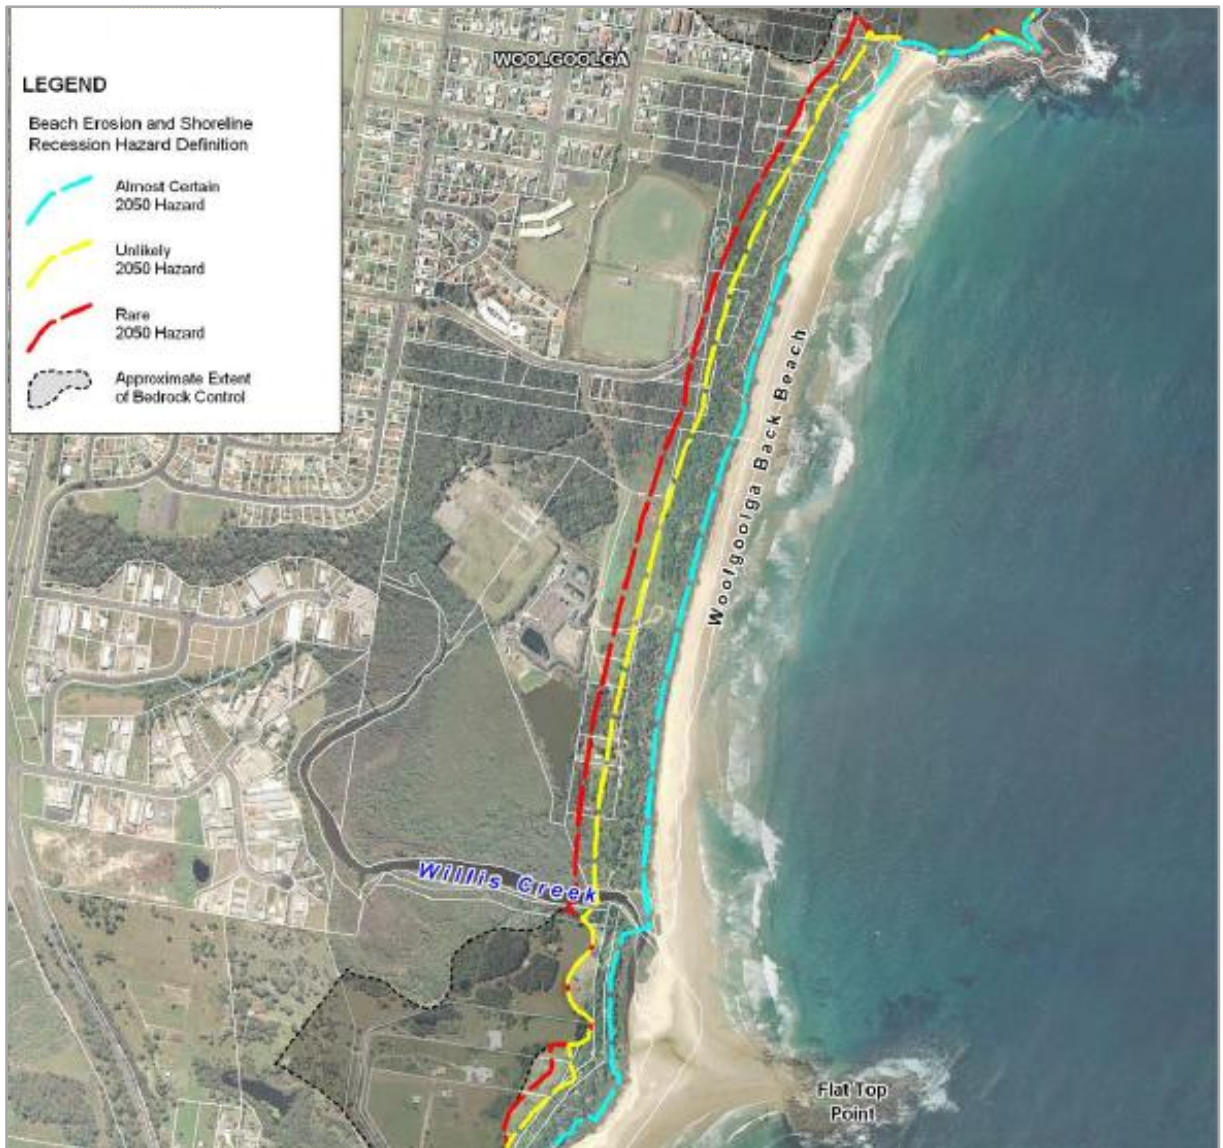 WOOLGOOLGA
LEGEND
Beach Erosion and Shoreline
Recession Hazard Definition
Almost Certain
2050 Hazard
Unlikely
2050 Hazard
Rare
2050 Hazard
Approximate Extent
of Bedrock Control
Woolgoolga Back Beach
Willis Creek
Flat Top
Point